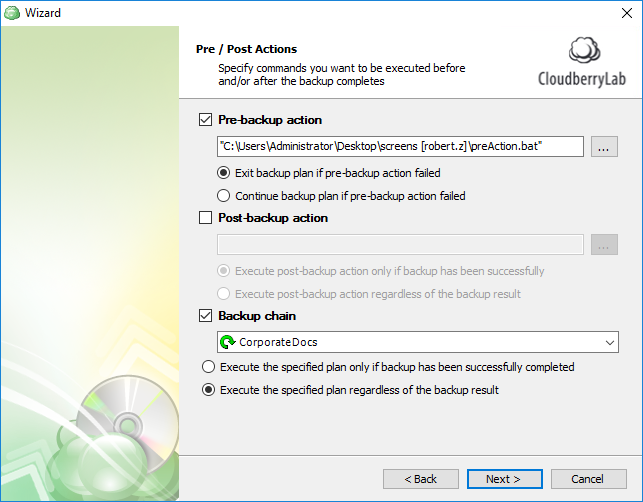 Wizard
Pre / Post Actions
Specify commands you want to be executed before
and/or after the backup completes
CloudberryLab
Pre-backup action
"C:\Users\Administrator\Desktop\screens [robert.z]\preAction.bat"
...
Exit backup plan if pre-backup action failed
Continue backup plan if pre-backup action failed
Post-backup action
...
Execute post-backup action only if backup has been successfully
Execute post-backup action regardless of the backup result
Backup chain
CorporateDocs
Execute the specified plan only if backup has been successfully completed
Execute the specified plan regardless of the backup result
< Back
Next >
Cancel